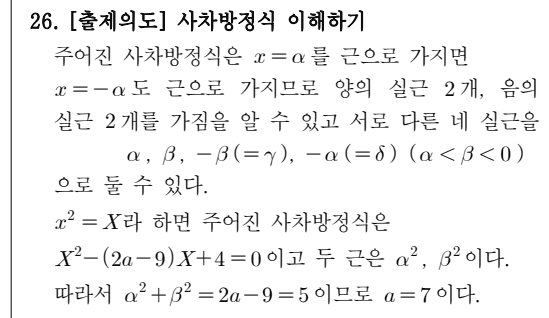 26. [출제의도] 사차방정식 이해하기
주어진 사차방정식은 x=α를 근으로 가지면
x=−α도 근으로 가지므로 양의 실근 2개, 음의
실근 2개를 가짐을 알 수 있고 서로 다른 네 실근을
α, β, −β(=γ), −α(=δ) (α<β<0)
으로 둘 수 있다.
x²=X라 하면 주어진 사차방정식은
X²−(2a−9)X+4=0이고 두 근은 α², β²이다.
따라서 α²+β²=2a−9=5이므로 a=7이다.